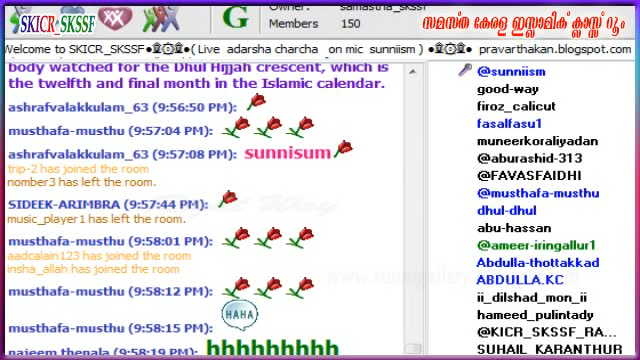 SKICR_SKSSF
G
Owner: samastha_skssf
Members 150
സമസ്ത കേരള ഇസ്ലാമിക് ക്ലാസ്സ് റൂം
Welcome to SKICR_SKSSF●۩۞۩●( Live adarsha charcha on mic sunniism ) ●۩۞۩● pravarthakan.blogspot.com
body watched for the Dhul Hijjah crescent, which is
the twelfth and final month in the Islamic calendar.
ashrafvalakkulam_63 (9:56:50 PM):
musthafa-musthu (9:57:04 PM):
ashrafvalakkulam_63 (9:57:08 PM): sunnisum
trip-2 has joined the room
nomber3 has left the room.
SIDEEK-ARIMBRA (9:57:44 PM):
music_player1 has left the room.
musthafa-musthu (9:58:01 PM):
aadcalain123 has joined the room
insha_allah has joined the room
musthafa-musthu (9:58:12 PM):
HAHA
musthafa-musthu (9:58:15 PM):
najeem thenala (9:58:19 PM): hhhhhhhhhh
@sunniism
good-way
firoz_calicut
fasalfasu1
muneerkoraliyadan
@aburashid-313
@FAVASFAIDHI
@musthafa-musthu
dhul-dhul
abu-hassan
@ameer-iringallur1
Abdulla-thottakkad
ABDULLA.KC
ii_dilshad_mon_ii
hameed_pulintady
@KICR_SKSSF_RA...
SUHAIL_KARANTHUR